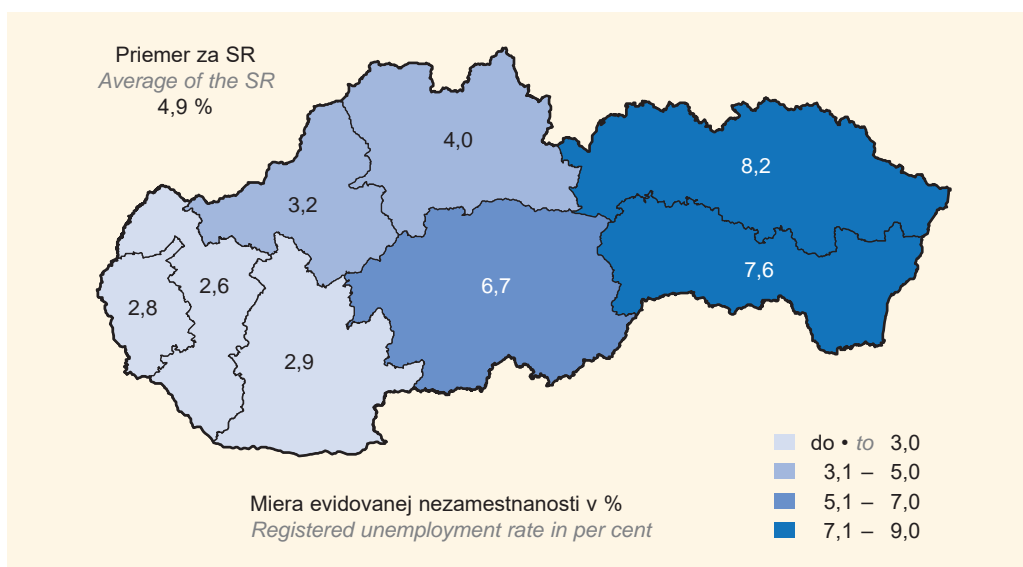 Priemer za SR
Average of the SR
4,9 %
4,0
8,2
3,2
7,6
2,6
6,7
2,8
2,9
do • to 3,0
3,1 – 5,0
5,1 – 7,0
7,1 – 9,0
Miera evidovanej nezamestnanosti v %
Registered unemployment rate in per cent